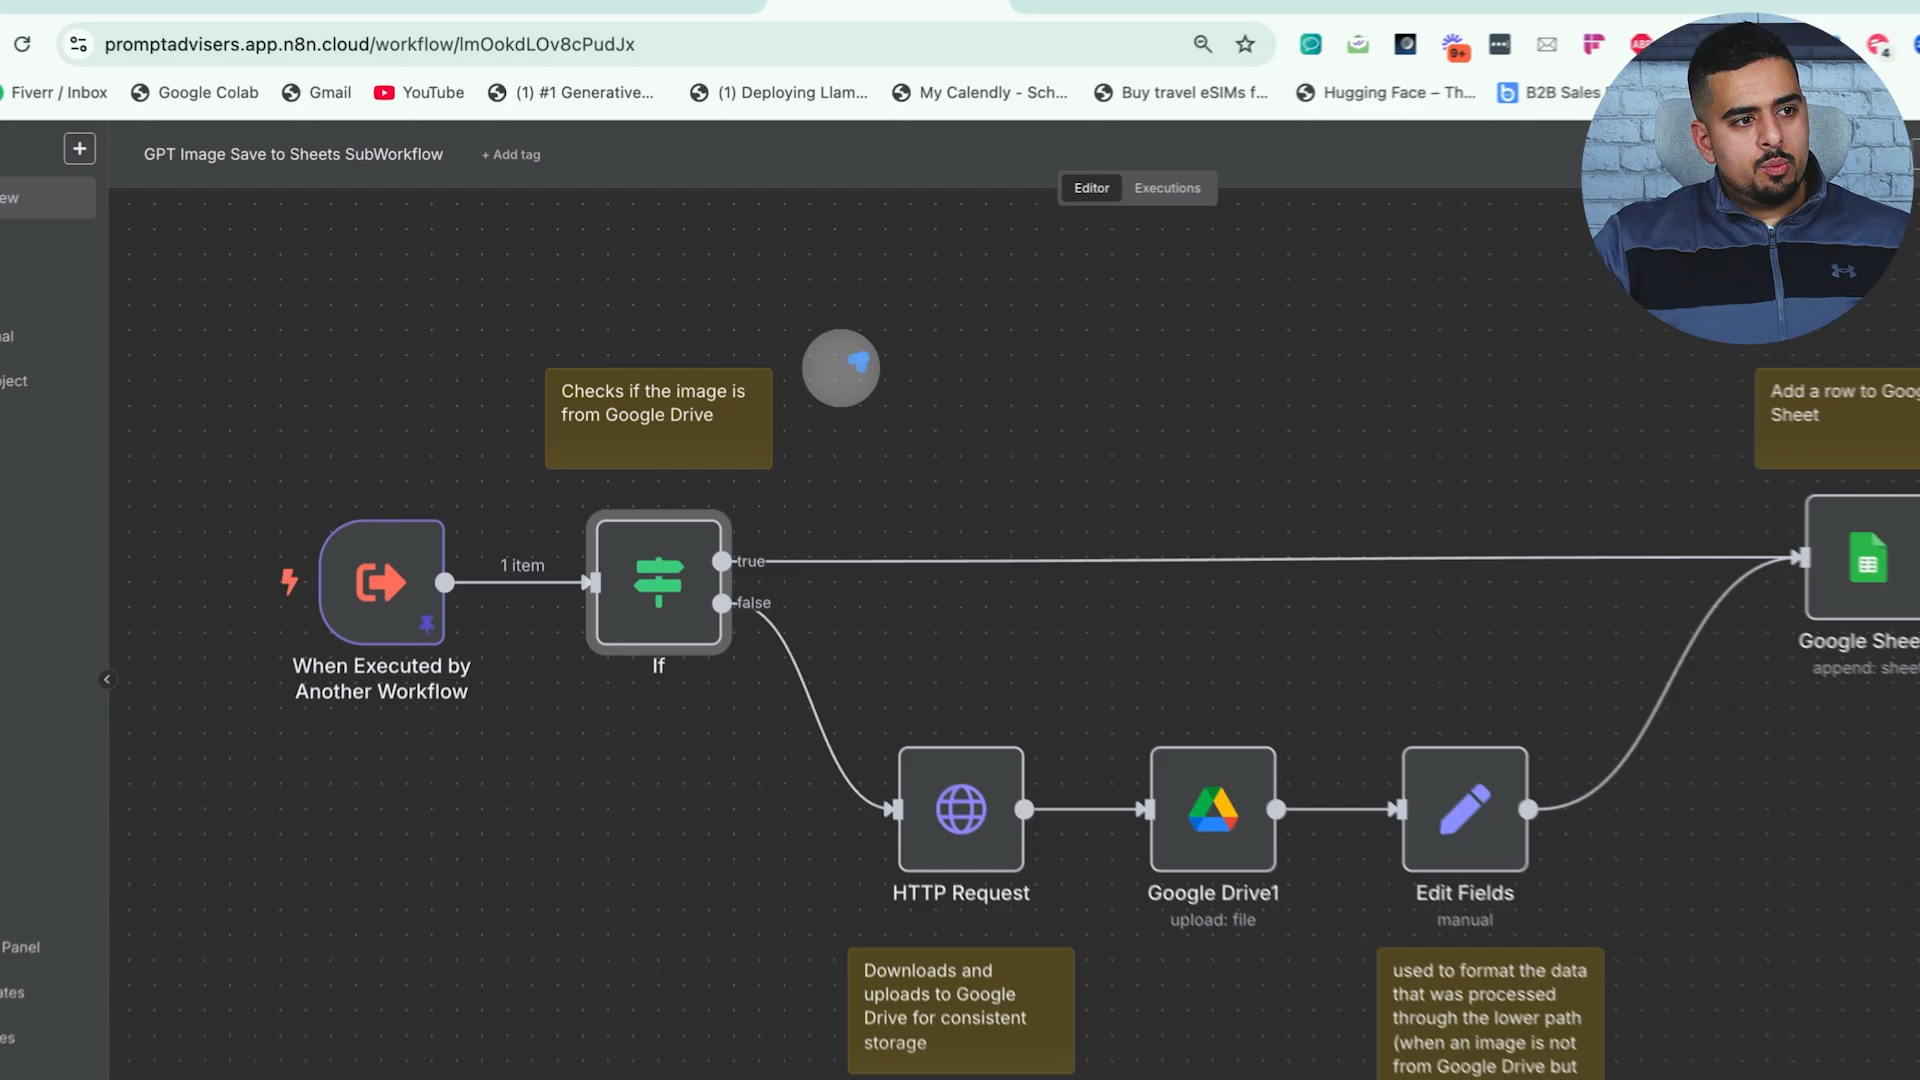 promptadvisers.app.n8n.cloud/workflow/lmOokdLOv8cPudJx
9+
4
Fiverr / Inbox
Google Colab
Gmail
YouTube
(1) #1 Generative...
(1) Deploying Llam...
My Calendly - Sch...
Buy travel eSIMs f...
Hugging Face – Th...
B2B Sales
GPT Image Save to Sheets SubWorkflow
+ Add tag
Editor
Executions
Checks if the image is
from Google Drive
Add a row to Goog
Sheet
1 item
true
false
When Executed by
Another Workflow
If
Google Shee
append: sheet
HTTP Request
Google Drive1
upload: file
Edit Fields
manual
Panel
Downloads and
uploads to Google
Drive for consistent
storage
used to format the data
that was processed
through the lower path
(when an image is not
from Google Drive but